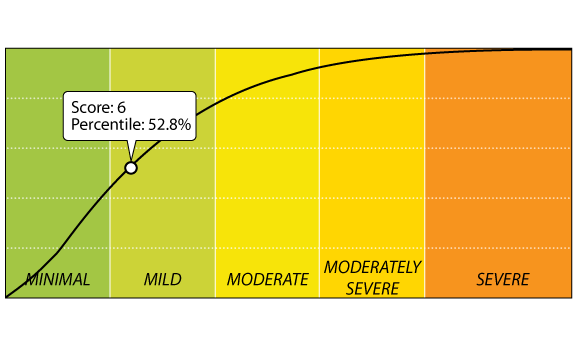 Score: 6
Percentile: 52.8%
MINIMAL
MILD
MODERATE
MODERATELY
SEVERE
SEVERE